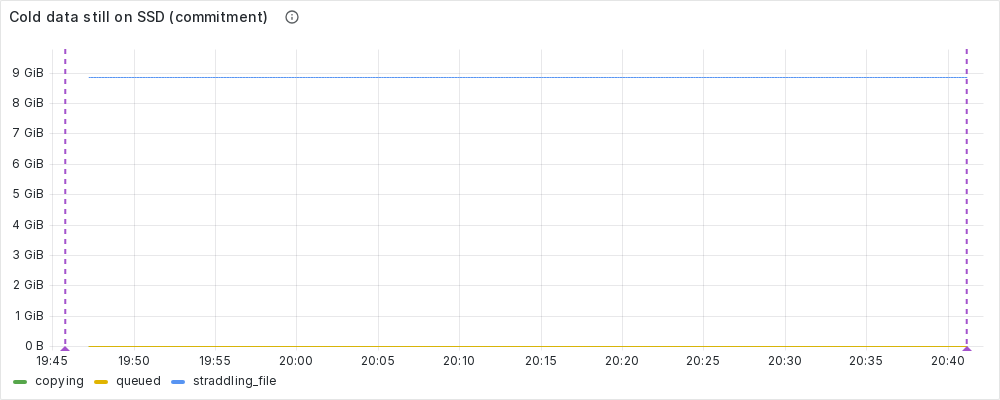 Cold data still on SSD (commitment)
9 GiB
8 GiB
7 GiB
6 GiB
5 GiB
4 GiB
3 GiB
2 GiB
1 GiB
0 B
19:45 19:50 19:55 20:00 20:05 20:10 20:15 20:20 20:25 20:30 20:35 20:40
copying queued straddling_file